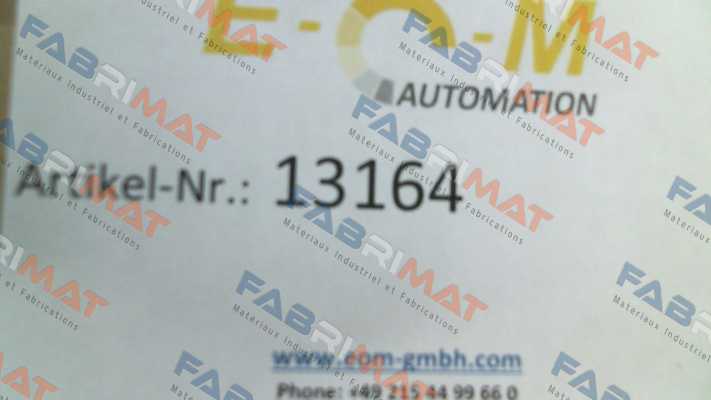 E-O-M
AUTOMATION
Artikel-Nr.: 13164
www.eom-gmbh.com
Phone: +49 215 44 99 66 0
FABRIMAT
Materiaux Industriel et Fabrications